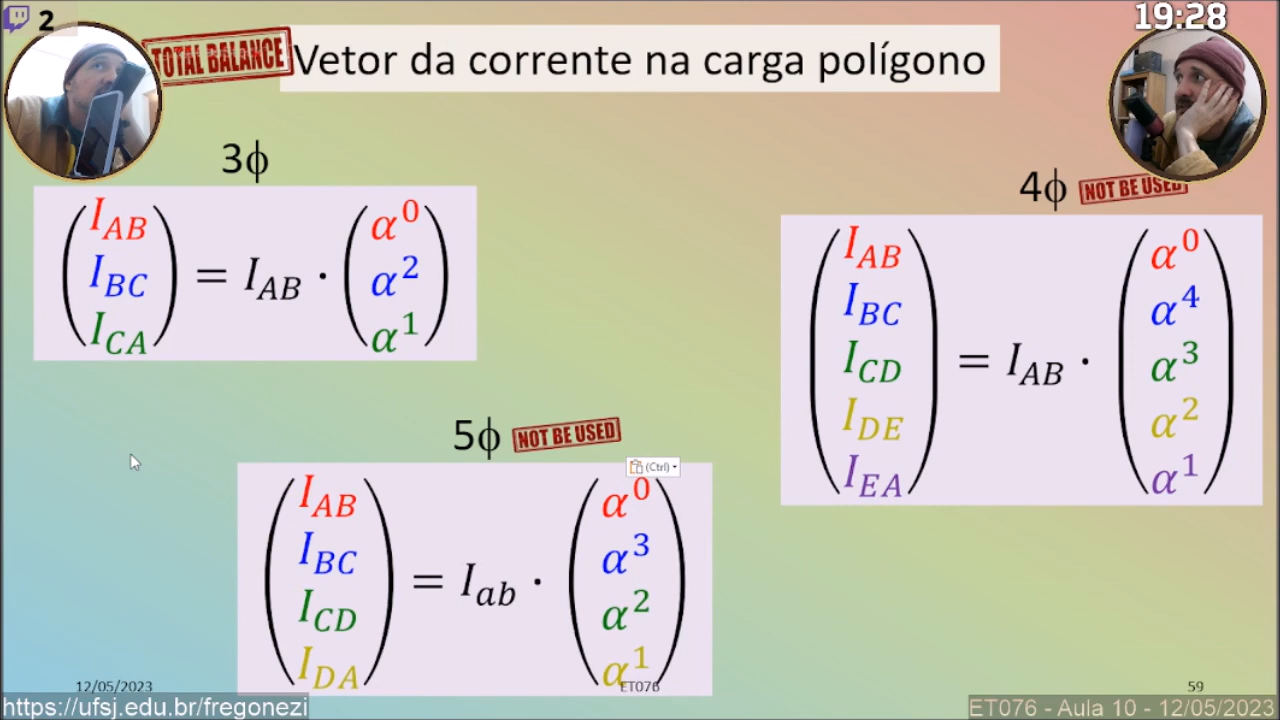 2
19:28
TOTAL BALANCE
Vetor da corrente na carga polígono
3ϕ
(I_AB I_BC I_CA) = I_AB · (α^0 α^2 α^1)
4ϕ NOT BE USED
(I_AB I_BC I_CD I_DE I_EA) = I_AB · (α^0 α^4 α^3 α^2 α^1)
5ϕ NOT BE USED
(Ctrl)
(I_AB I_BC I_CD I_DA) = I_ab · (α^0 α^3 α^2 α^1)
12/05/2023
ET076
59
https://ufsj.edu.br/fregonezi
ET076 - Aula 10 - 12/05/2023